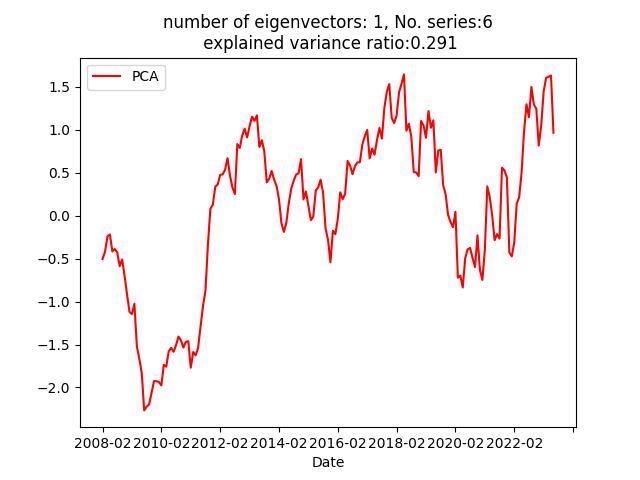 number of eigenvectors: 1, No. series:6
explained variance ratio:0.291
PCA
1.5
1.0
0.5
0.0
−0.5
−1.0
−1.5
−2.0
2008-02 2010-02 2012-02 2014-02 2016-02 2018-02 2020-02 2022-02
Date